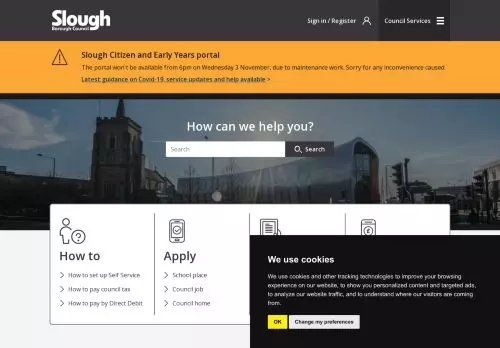 Slough
Borough Council
Sign in / Register
Council Services
Slough Citizen and Early Years portal
The portal won't be available from 6pm on Wednesday 3 November, due to maintenance work. Sorry for any inconvenience caused.
Latest guidance on Covid-19, service updates and help available >
How can we help you?
Search
Search
How to
How to set up Self Service
How to pay council tax
How to pay by Direct Debit
Apply
School place
Council job
Council home
We use cookies
We use cookies and other tracking technologies to improve your browsing
experience on our website, to show you personalized content and targeted ads,
to analyze our website traffic, and to understand where our visitors are coming
from.
OK
Change my preferences